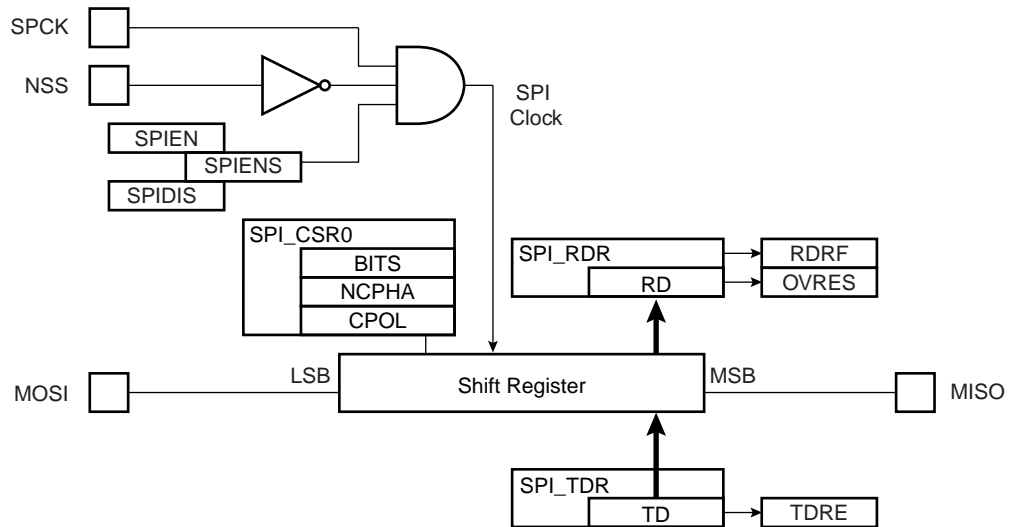 SPCK
NSS
SPI
Clock
SPIEN
SPIENS
SPIDIS
SPI_CSR0
BITS
NCPHA
CPOL
SPI_RDR
RD
RDRF
OVRES
MOSI
LSB
Shift Register
MSB
MISO
SPI_TDR
TD
TDRE